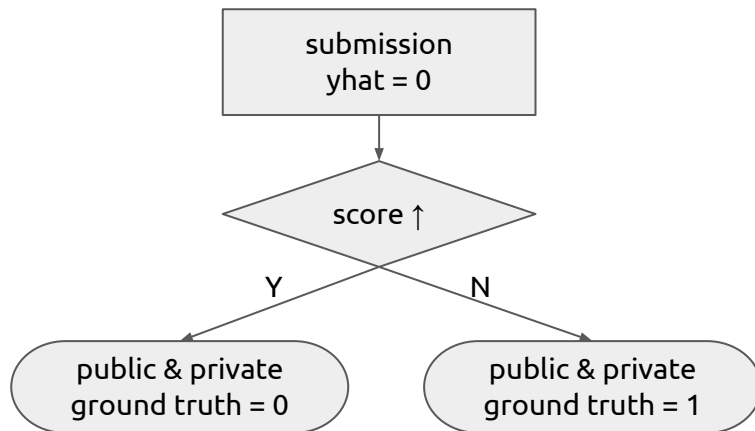 submission
yhat = 0
score ↑
Y
N
public & private
ground truth = 0
public & private
ground truth = 1